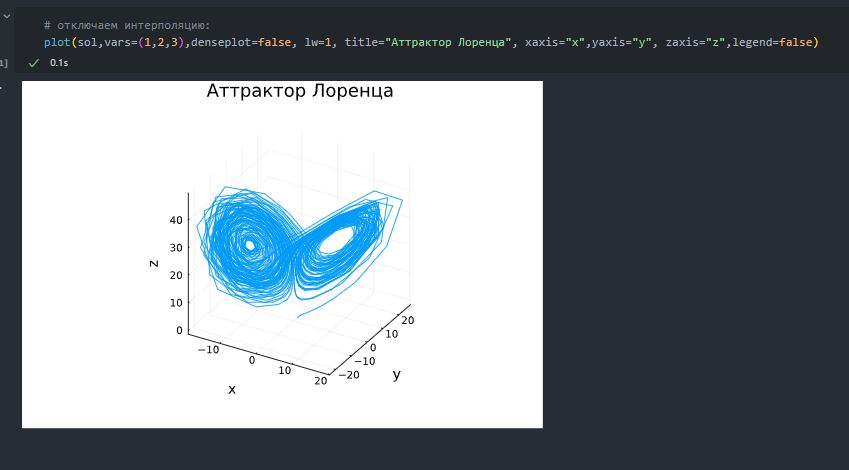 # отключаем интерполяцию:
plot(sol,vars=(1,2,3),denseplot=false, lw=1, title="Аттрактор Лоренца", xaxis="x",yaxis="y", zaxis="z",legend=false)
1]
0.1s
Аттрактор Лоренца
40
30
20
10
0
z
−10
0
10
20
x
20
10
0
−10
−20
y